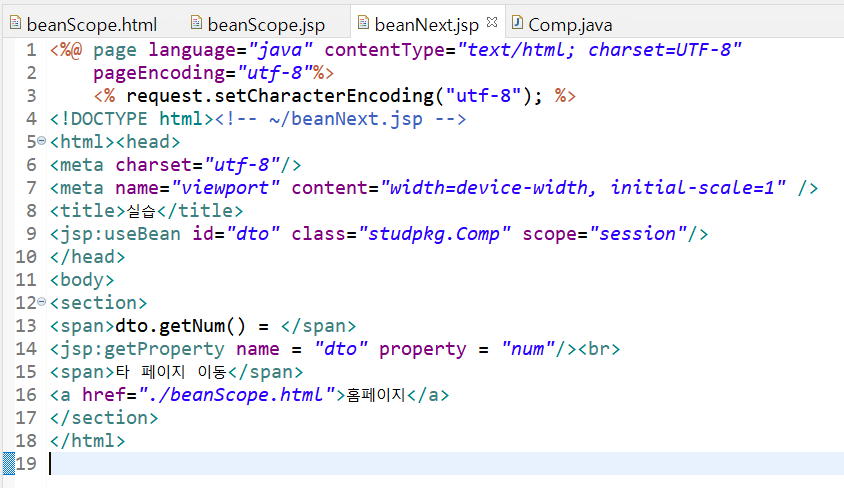 beanScope.html beanScope.jsp beanNext.jsp Comp.java
1 <%@ page language="java" contentType="text/html; charset=UTF-8"
2     pageEncoding="utf-8"%>
3     <% request.setCharacterEncoding("utf-8"); %>
4 <!DOCTYPE html><!-- ~/beanNext.jsp -->
5 <html><head>
6 <meta charset="utf-8"/>
7 <meta name="viewport" content="width=device-width, initial-scale=1" />
8 <title>실습</title>
9 <jsp:useBean id="dto" class="studpkg.Comp" scope="session"/>
10 </head>
11 <body>
12 <section>
13 <span>dto.getNum() = </span>
14 <jsp:getProperty name = "dto" property = "num"/><br>
15 <span>타 페이지 이동</span>
16 <a href="./beanScope.html">홈페이지</a>
17 </section>
18 </html>
19